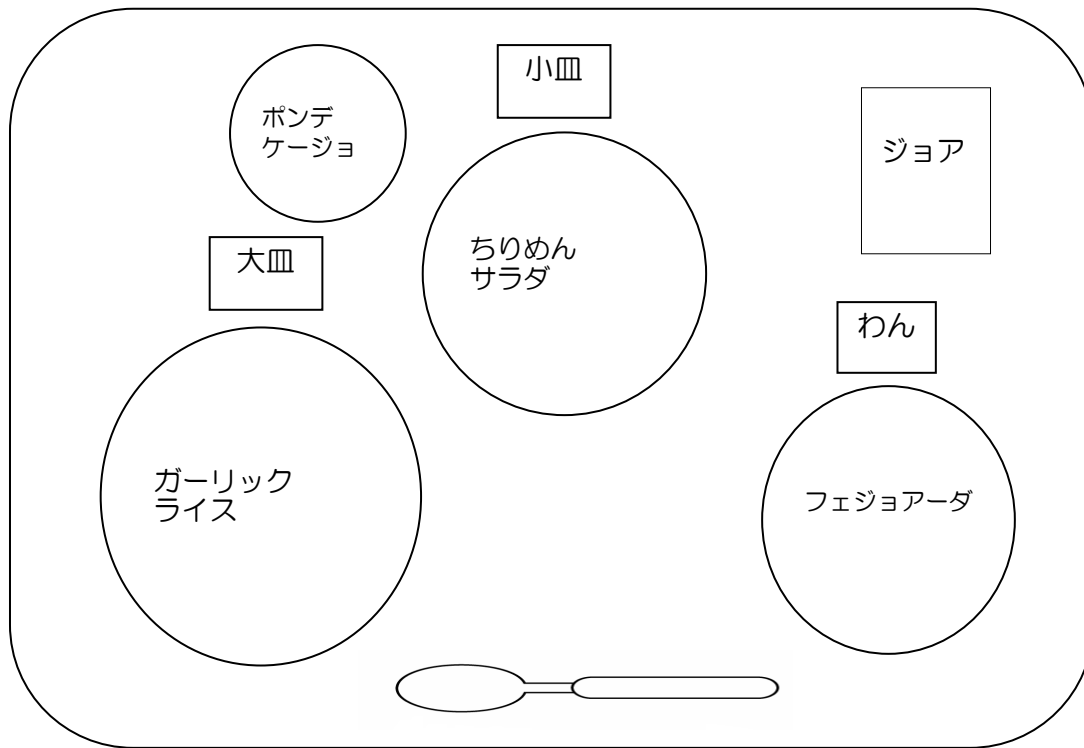 小皿
ポンデ
ケージョ
ジョア
ちりめん
サラダ
大皿
わん
ガーリック
ライス
フェジョアーダ